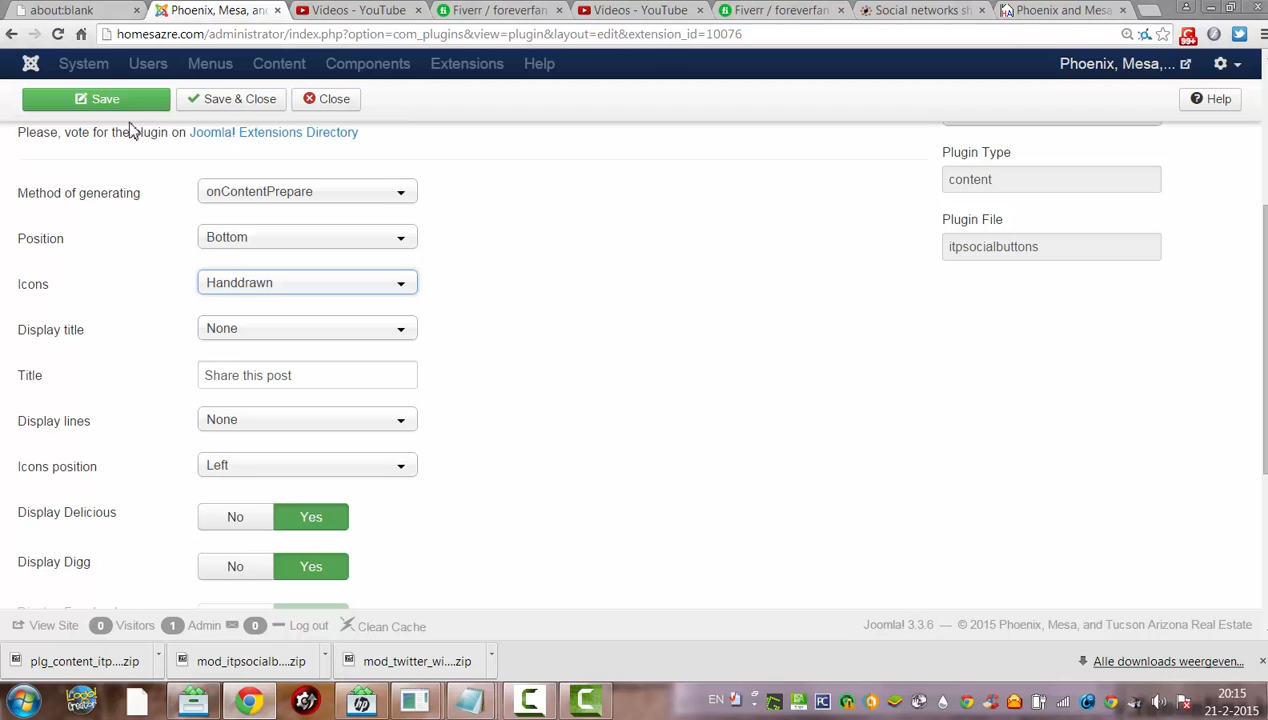 about:blank
Phoenix, Mesa, an
Videos - YouTube
Fiverr / foreverfan
Videos - YouTube
Fiverr / foreverfan
Social networks sh
Phoenix and Mesa
homesazre.com/administrator/index.php?option=com_plugins&view=plugin&layout=edit&extension_id=10076
99+
System
Users
Menus
Content
Components
Extensions
Help
Phoenix, Mesa,...
Save
Save & Close
Close
Help
Please, vote for the plugin on Joomla! Extensions Directory
Plugin Type
content
Plugin File
itpsocialbuttons
Method of generating
onContentPrepare
Position
Bottom
Icons
Handdrawn
Display title
None
Title
Share this post
Display lines
None
Icons position
Left
Display Delicious
No
Yes
Display Digg
No
Yes
View Site
0 Visitors
1 Admin
0
Log out
Clean Cache
Joomla! 3.3.6 — © 2015 Phoenix, Mesa, and Tucson Arizona Real Estate
plg_content_itp....zip
mod_itpsocialb....zip
mod_twitter_wi....zip
Alle downloads weergeven...
EN
20:15
21-2-2015